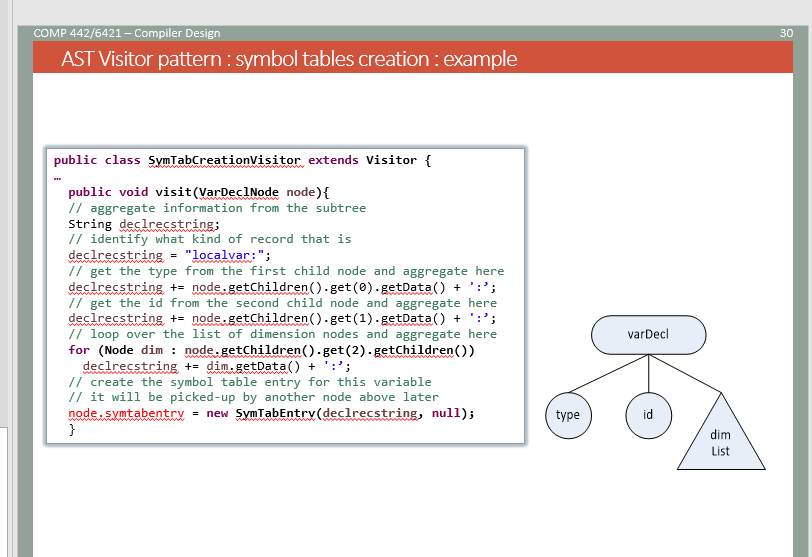 COMP 442/6421 – Compiler Design
30
AST Visitor pattern : symbol tables creation : example
public class SymTabCreationVisitor extends Visitor {
…
public void visit(VarDeclNode node){
// aggregate information from the subtree
String declrecstring;
// identify what kind of record that is
declrecstring = "localvar:";
// get the type from the first child node and aggregate here
declrecstring += node.getChildren().get(0).getData() + ':’;
// get the id from the second child node and aggregate here
declrecstring += node.getChildren().get(1).getData() + ':’;
// loop over the list of dimension nodes and aggregate here
for (Node dim : node.getChildren().get(2).getChildren())
declrecstring += dim.getData() + ':’;
// create the symbol table entry for this variable
// it will be picked-up by another node above later
node.symtabentry = new SymTabEntry(declrecstring, null);
}
varDecl
type
id
dim
List